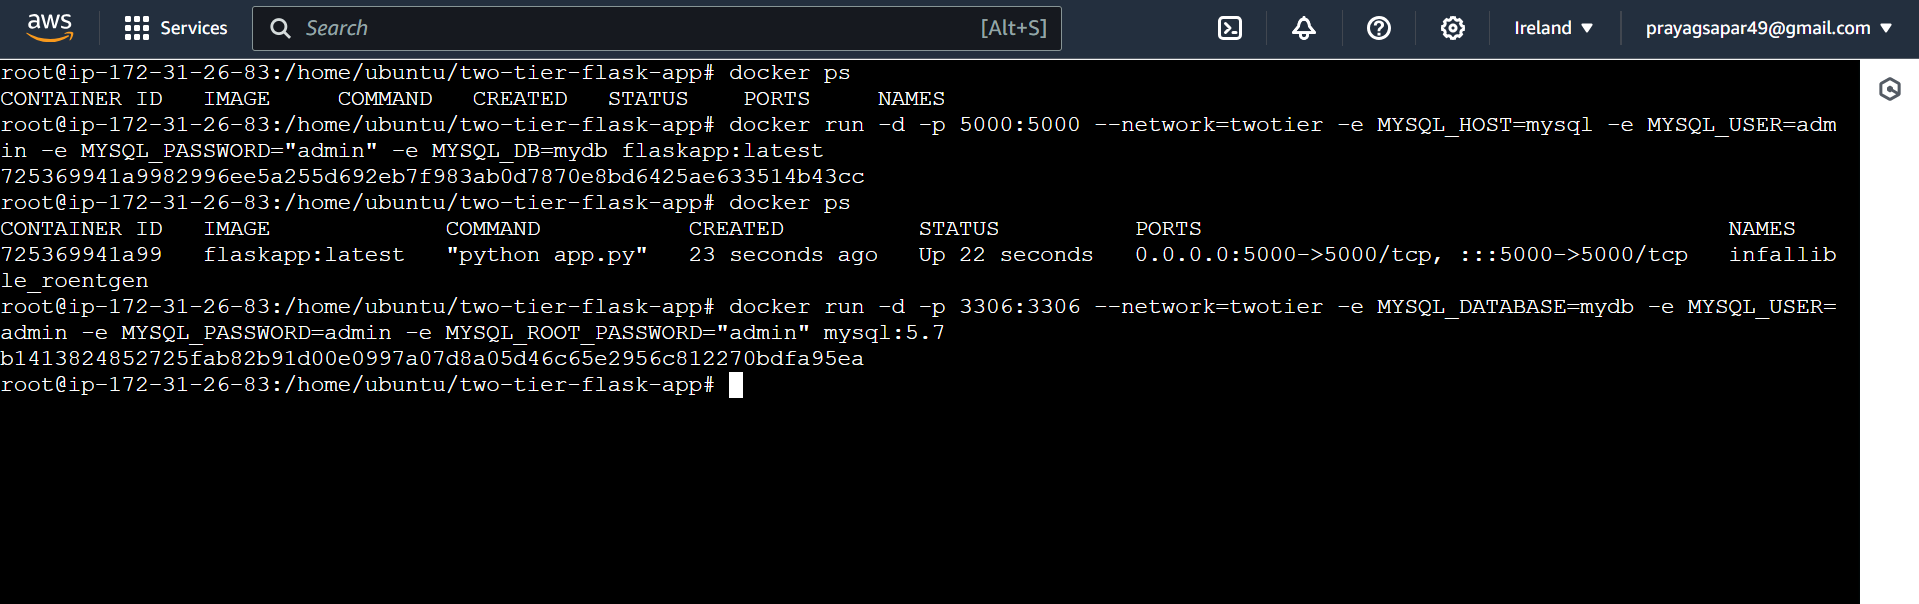 aws Services Search [Alt+S] Ireland prayagsapar49@gmail.com
root@ip-172-31-26-83:/home/ubuntu/two-tier-flask-app# docker ps
CONTAINER ID   IMAGE     COMMAND   CREATED   STATUS    PORTS     NAMES
root@ip-172-31-26-83:/home/ubuntu/two-tier-flask-app# docker run -d -p 5000:5000 --network=twotier -e MYSQL_HOST=mysql -e MYSQL_USER=adm
in -e MYSQL_PASSWORD="admin" -e MYSQL_DB=mydb flaskapp:latest
725369941a9982996ee5a255d692eb7f983ab0d7870e8bd6425ae633514b43cc
root@ip-172-31-26-83:/home/ubuntu/two-tier-flask-app# docker ps
CONTAINER ID   IMAGE             COMMAND           CREATED          STATUS          PORTS                                       NAMES
725369941a99   flaskapp:latest   "python app.py"   23 seconds ago   Up 22 seconds   0.0.0.0:5000->5000/tcp, :::5000->5000/tcp   infallib
le_roentgen
root@ip-172-31-26-83:/home/ubuntu/two-tier-flask-app# docker run -d -p 3306:3306 --network=twotier -e MYSQL_DATABASE=mydb -e MYSQL_USER=
admin -e MYSQL_PASSWORD=admin -e MYSQL_ROOT_PASSWORD="admin" mysql:5.7
b1413824852725fab82b91d00e0997a07d8a05d46c65e2956c812270bdfa95ea
root@ip-172-31-26-83:/home/ubuntu/two-tier-flask-app#